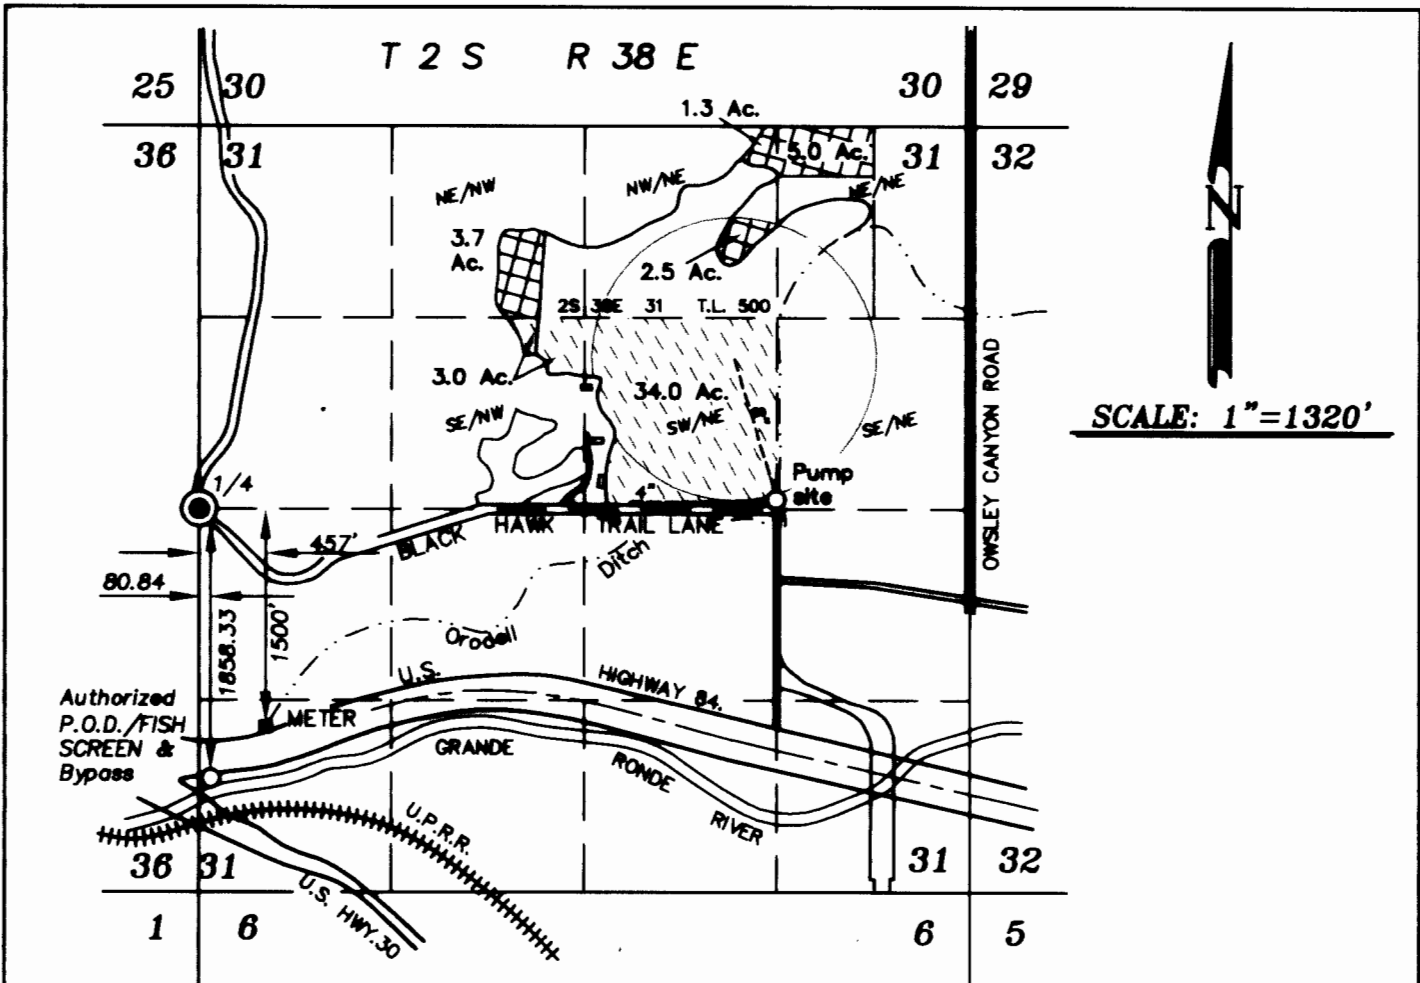 T 2 S R 38 E
25 30
30 29
36 31
31 32
1.3 Ac.
5.0 Ac.
NE/NW
NW/NE
NE/NE
3.7
Ac.
2.5 Ac.
2S 38E 31 T.L. 500
N
SCALE: 1"=1320'
3.0 Ac.
34.0 Ac.
SE/NW
SW/NE
SE/NE
OWSLEY CANYON ROAD
1/4
4"
Pump
site
BLACK HAWK TRAIL LANE
457'
80.84
1858.33
1500'
Ditch
Orodell
Authorized
P.O.D./FISH
SCREEN &
Bypass
METER
U.S. HIGHWAY 84.
GRANDE RONDE RIVER
U.P.R.R.
U.S. HWY.30
36 31
31 32
1 6
6 5